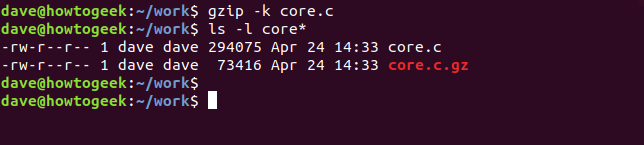 dave@howtogeek:~/work$ gzip -k core.c
dave@howtogeek:~/work$ ls -l core*
-rw-r--r-- 1 dave dave 294075 Apr 24 14:33 core.c
-rw-r--r-- 1 dave dave  73416 Apr 24 14:33 core.c.gz
dave@howtogeek:~/work$
dave@howtogeek:~/work$